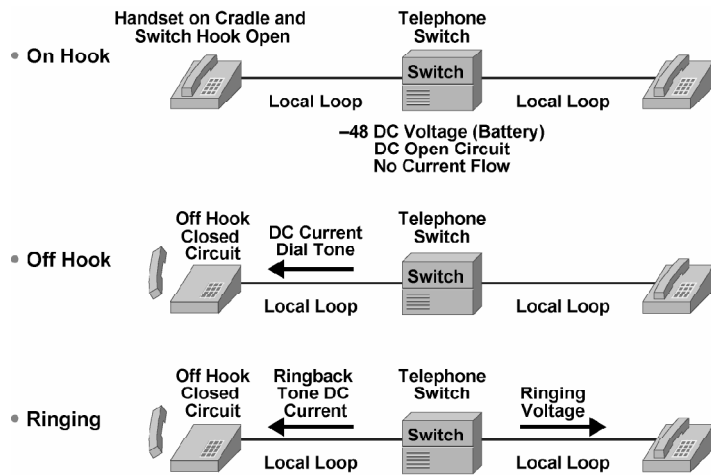 Handset on Cradle and
Switch Hook Open
Telephone
Switch
On Hook
Switch
Local Loop
Local Loop
–48 DC Voltage (Battery)
DC Open Circuit
No Current Flow
Off Hook
Closed
Circuit
DC Current
Dial Tone
Telephone
Switch
Off Hook
Switch
Local Loop
Local Loop
Off Hook
Closed
Circuit
Ringback
Tone DC
Current
Telephone
Switch
Ringing
Voltage
Ringing
Switch
Local Loop
Local Loop